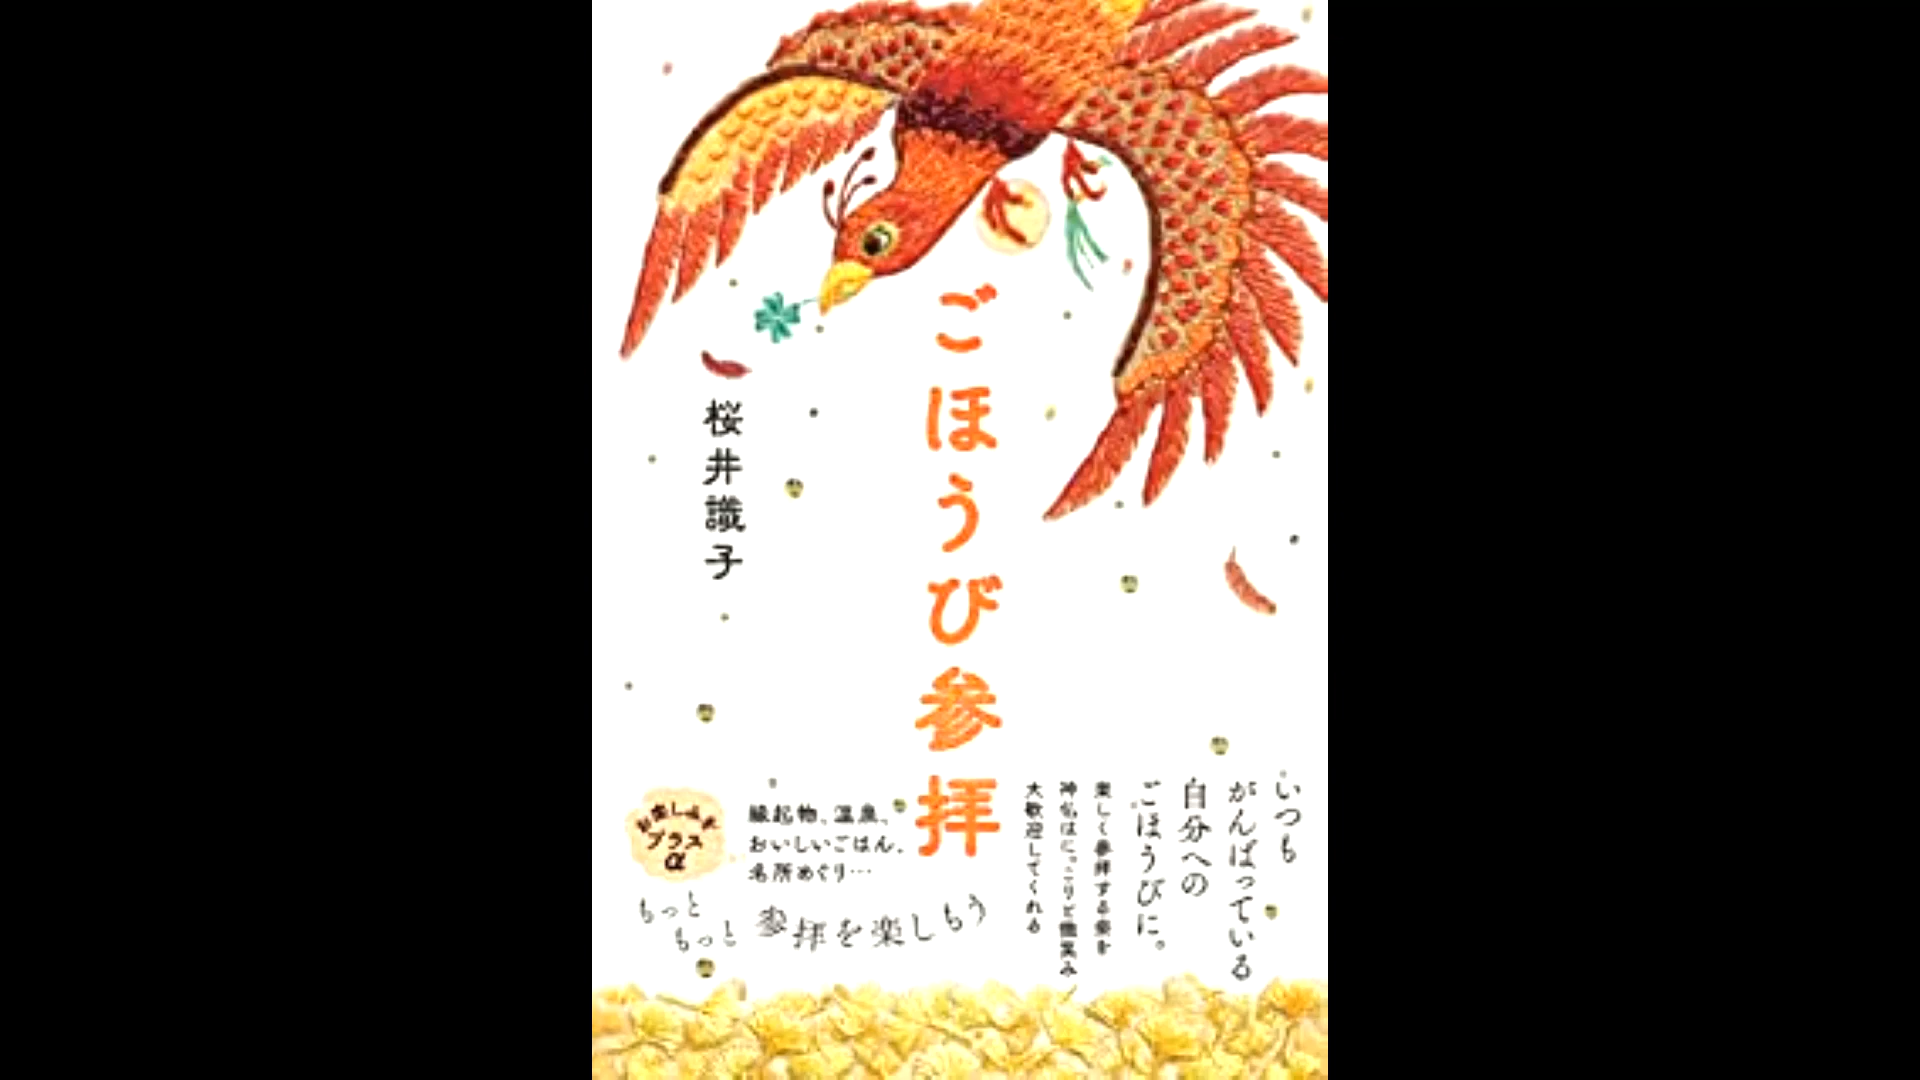 ごほうび参拝
桜井識子
いつも
がんばっている
自分への
ごほうびに。
楽しく参拝する姿を
神仏はにっこりと微笑み
大歓迎してくれる
お楽しみを
プラス
α
縁起物、温泉、
おいしいごはん、
名所めぐり…
もっと
もっと
参拝を楽しもう